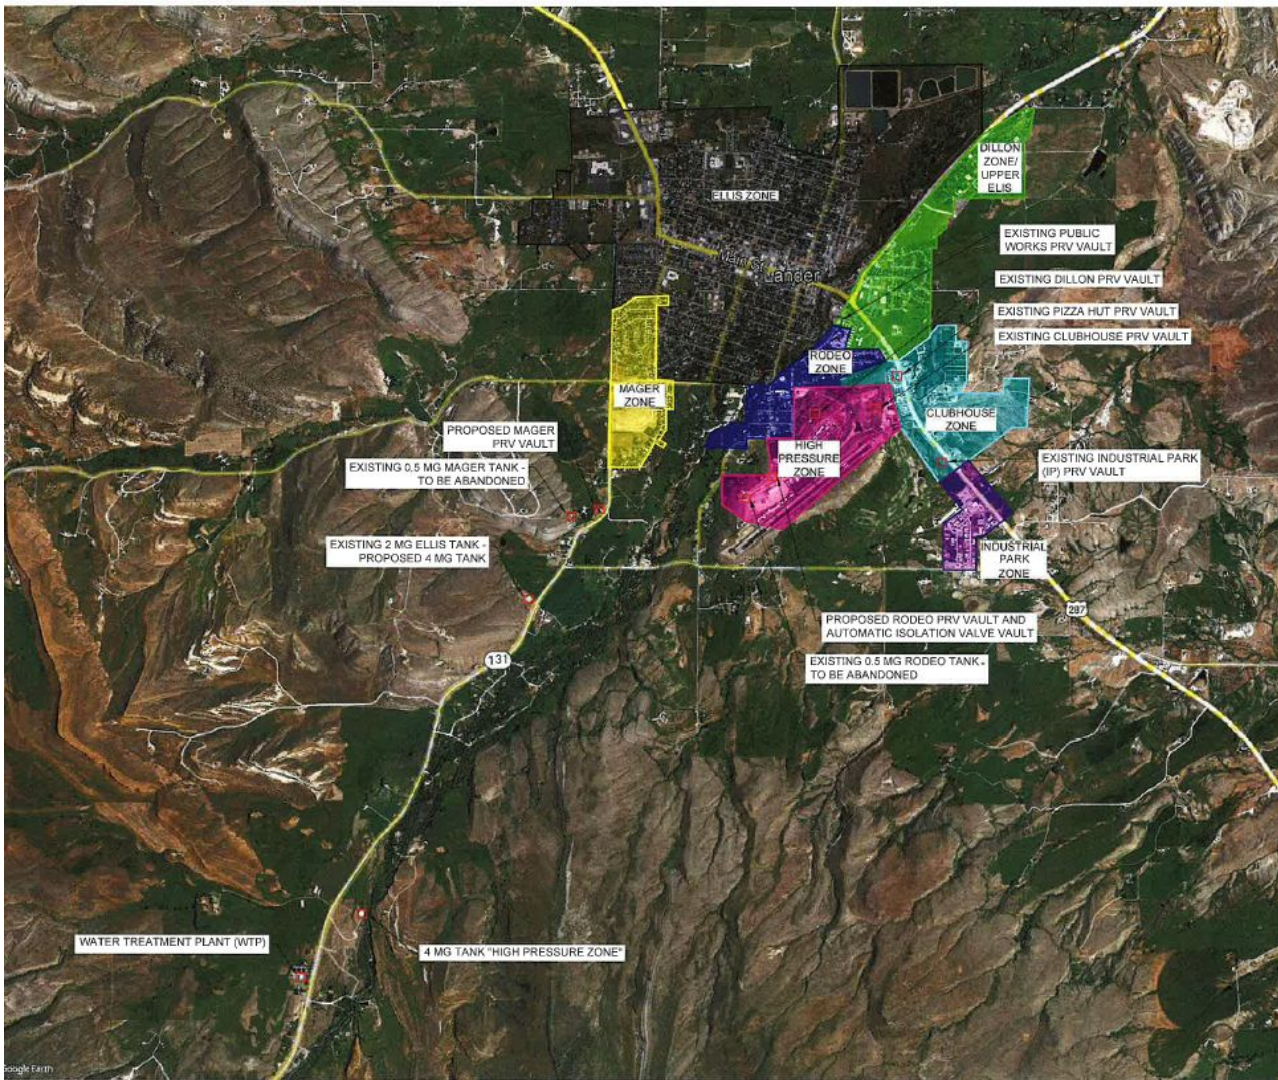 DILLON
ZONE/
UPPER
ELIS
ELLIS ZONE
EXISTING PUBLIC
WORKS PRV VAULT
Main St
Lander
EXISTING DILLON PRV VAULT
EXISTING PIZZA HUT PRV VAULT
EXISTING CLUBHOUSE PRV VAULT
RODEO
ZONE
MAGER
ZONE
CLUBHOUSE
ZONE
PROPOSED MAGER
PRV VAULT
HIGH
PRESSURE
ZONE
EXISTING INDUSTRIAL PARK
(IP) PRV VAULT
EXISTING 0.5 MG MAGER TANK -
TO BE ABANDONED
EXISTING 2 MG ELLIS TANK -
PROPOSED 4 MG TANK
INDUSTRIAL
PARK
ZONE
287
PROPOSED RODEO PRV VAULT AND
AUTOMATIC ISOLATION VALVE VAULT
131
EXISTING 0.5 MG RODEO TANK -
TO BE ABANDONED
WATER TREATMENT PLANT (WTP)
4 MG TANK "HIGH PRESSURE ZONE"
Google Earth